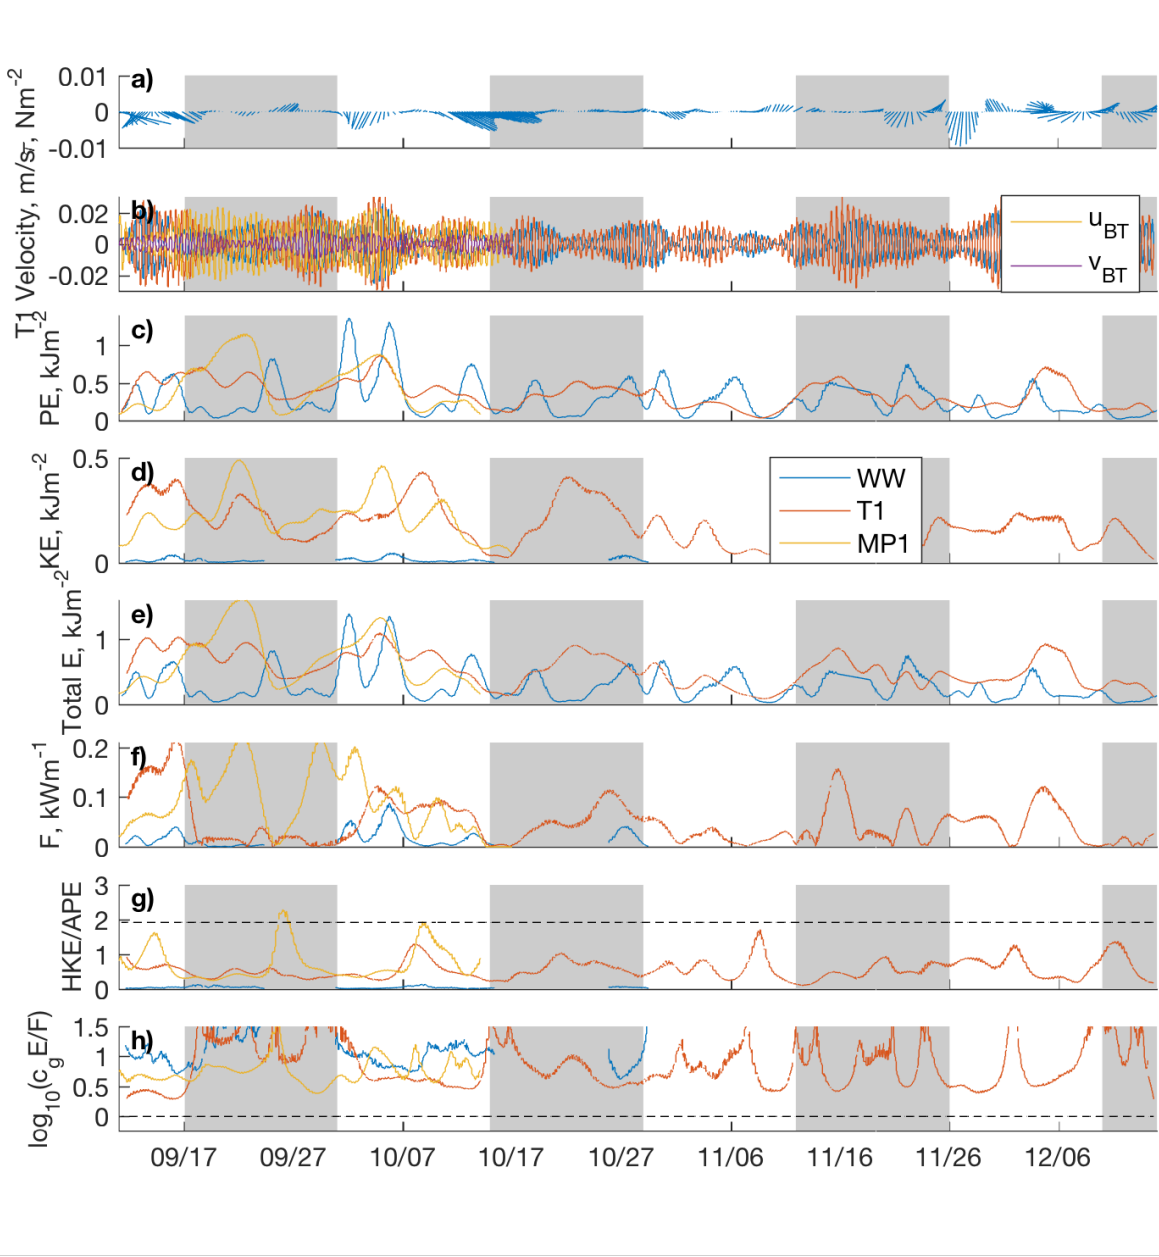 a)
0.01
0
-0.01
τ, Nm-2
b)
0.02
0
-0.02
T1 Velocity, m/s
uBT
vBT
c)
1
0.5
0
PE, kJm-2
d)
0.5
0
KE, kJm-2
WW
T1
MP1
e)
1
0
Total E, kJm-2
f)
0.2
0.1
0
F, kWm-1
g)
3
2
1
0
HKE/APE
h)
1.5
1
0.5
0
log10(cgE/F)
09/17 09/27 10/07 10/17 10/27 11/06 11/16 11/26 12/06